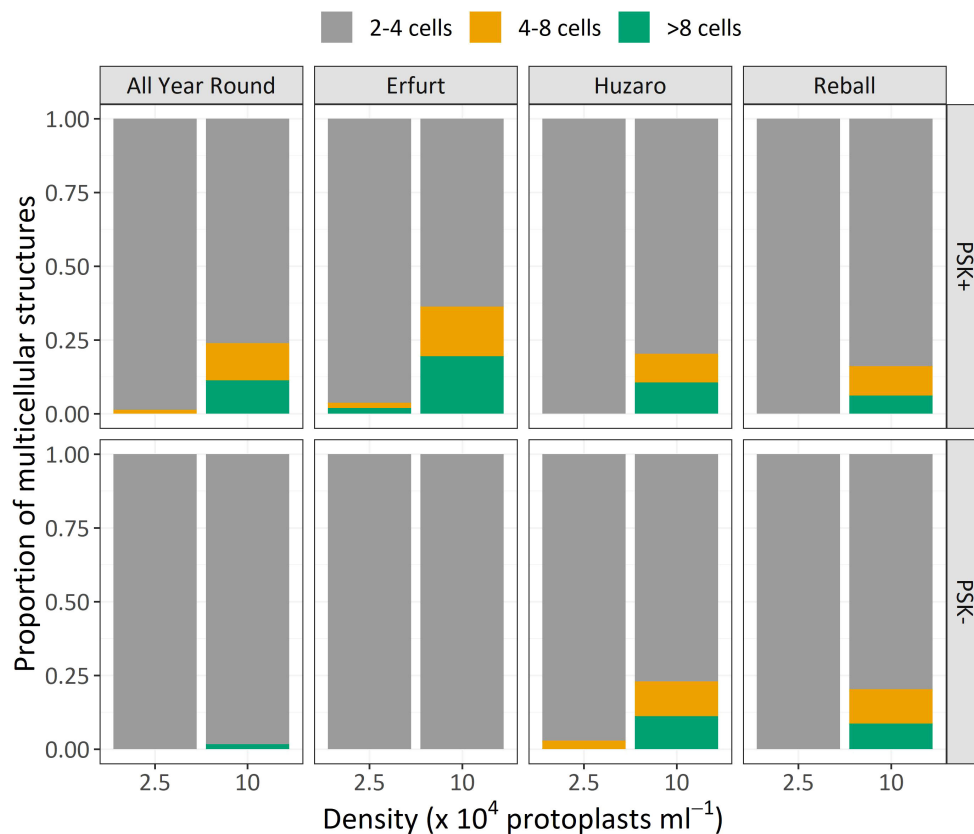 2-4 cells 4-8 cells >8 cells
All Year Round Erfurt Huzaro Reball
Proportion of multicellular structures
1.00
0.75
0.50
0.25
0.00
PSK+
1.00
0.75
0.50
0.25
0.00
PSK-
2.5 10 2.5 10 2.5 10 2.5 10
Density (x 10⁴ protoplasts ml⁻¹)